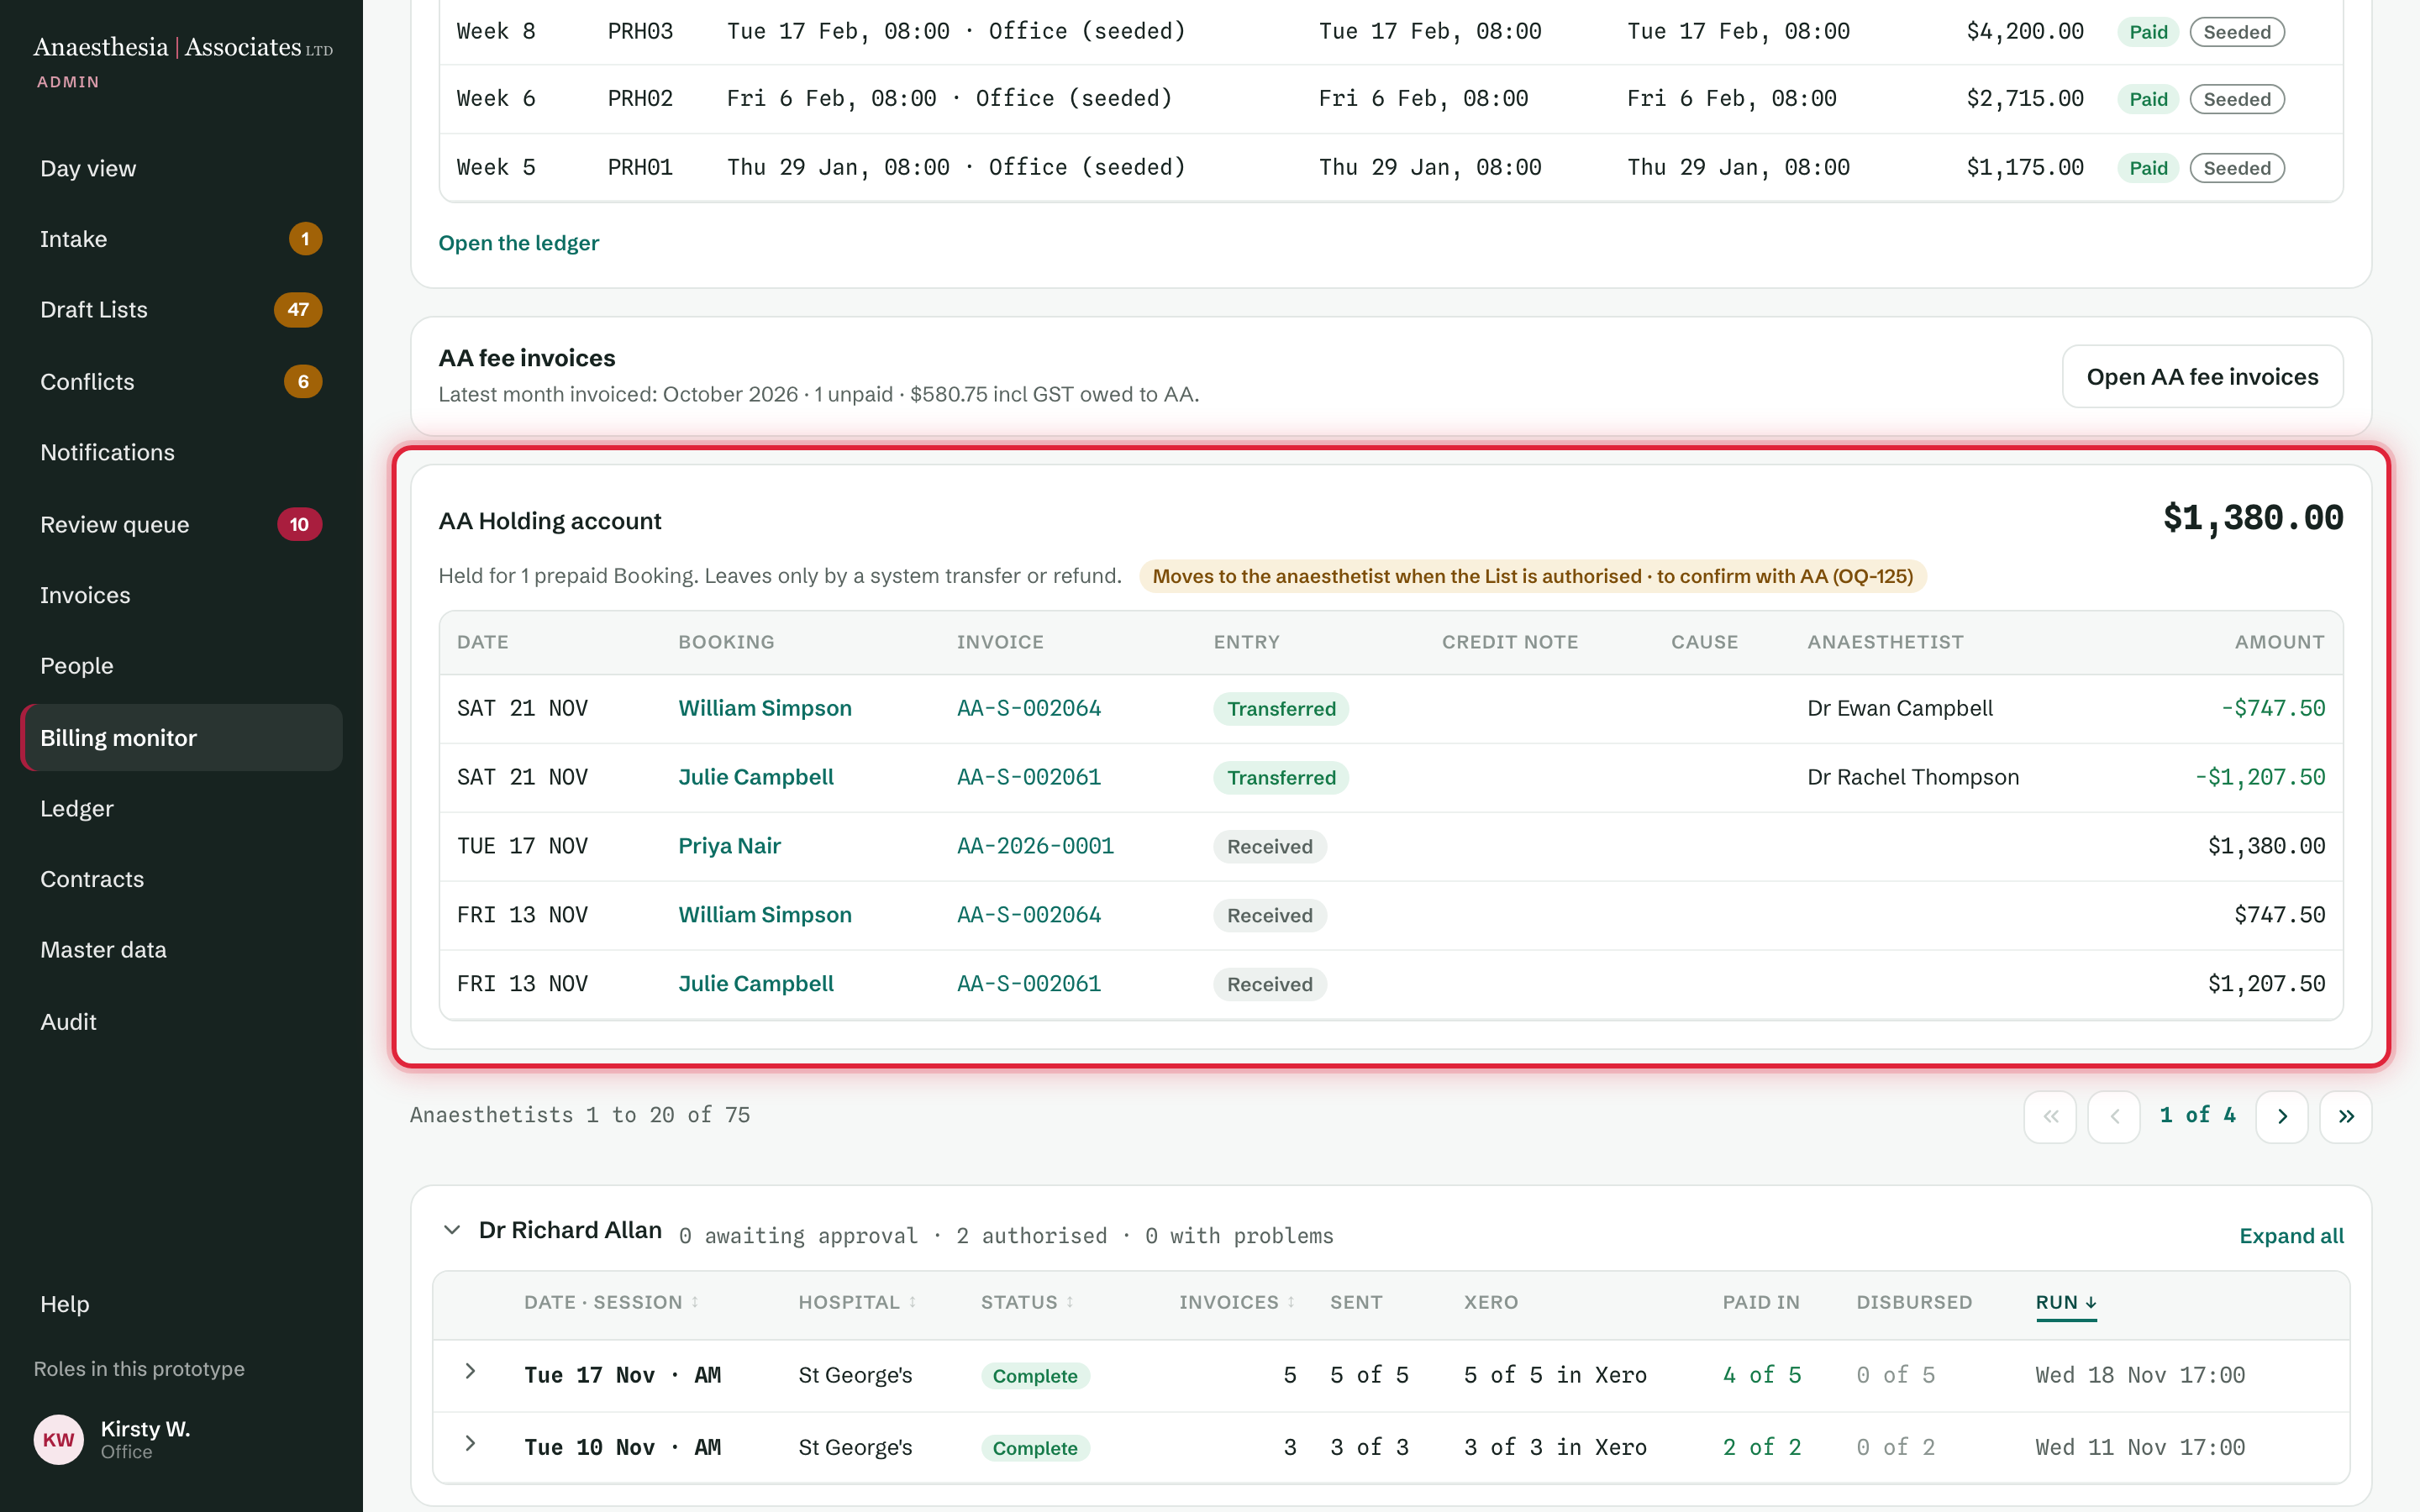 Anaesthesia | Associates LTD
ADMIN
Day view
Intake 1
Draft Lists 47
Conflicts 6
Notifications
Review queue 10
Invoices
People
Billing monitor
Ledger
Contracts
Master data
Audit
Help
Roles in this prototype
KW Kirsty W.
Office
Week 8 PRH03 Tue 17 Feb, 08:00 · Office (seeded) Tue 17 Feb, 08:00 Tue 17 Feb, 08:00 $4,200.00 Paid Seeded
Week 6 PRH02 Fri 6 Feb, 08:00 · Office (seeded) Fri 6 Feb, 08:00 Fri 6 Feb, 08:00 $2,715.00 Paid Seeded
Week 5 PRH01 Thu 29 Jan, 08:00 · Office (seeded) Thu 29 Jan, 08:00 Thu 29 Jan, 08:00 $1,175.00 Paid Seeded
Open the ledger
AA fee invoices
Latest month invoiced: October 2026 · 1 unpaid · $580.75 incl GST owed to AA.
Open AA fee invoices
AA Holding account $1,380.00
Held for 1 prepaid Booking. Leaves only by a system transfer or refund. Moves to the anaesthetist when the List is authorised · to confirm with AA (OQ-125)
DATE BOOKING INVOICE ENTRY CREDIT NOTE CAUSE ANAESTHETIST AMOUNT
SAT 21 NOV William Simpson AA-S-002064 Transferred Dr Ewan Campbell -$747.50
SAT 21 NOV Julie Campbell AA-S-002061 Transferred Dr Rachel Thompson -$1,207.50
TUE 17 NOV Priya Nair AA-2026-0001 Received $1,380.00
FRI 13 NOV William Simpson AA-S-002064 Received $747.50
FRI 13 NOV Julie Campbell AA-S-002061 Received $1,207.50
Anaesthetists 1 to 20 of 75 « ‹ 1 of 4 › »
Dr Richard Allan 0 awaiting approval · 2 authorised · 0 with problems Expand all
DATE · SESSION ↕ HOSPITAL ↕ STATUS ↕ INVOICES ↕ SENT XERO PAID IN DISBURSED RUN ↓
Tue 17 Nov · AM St George's Complete 5 5 of 5 5 of 5 in Xero 4 of 5 0 of 5 Wed 18 Nov 17:00
Tue 10 Nov · AM St George's Complete 3 3 of 3 3 of 3 in Xero 2 of 2 0 of 2 Wed 11 Nov 17:00